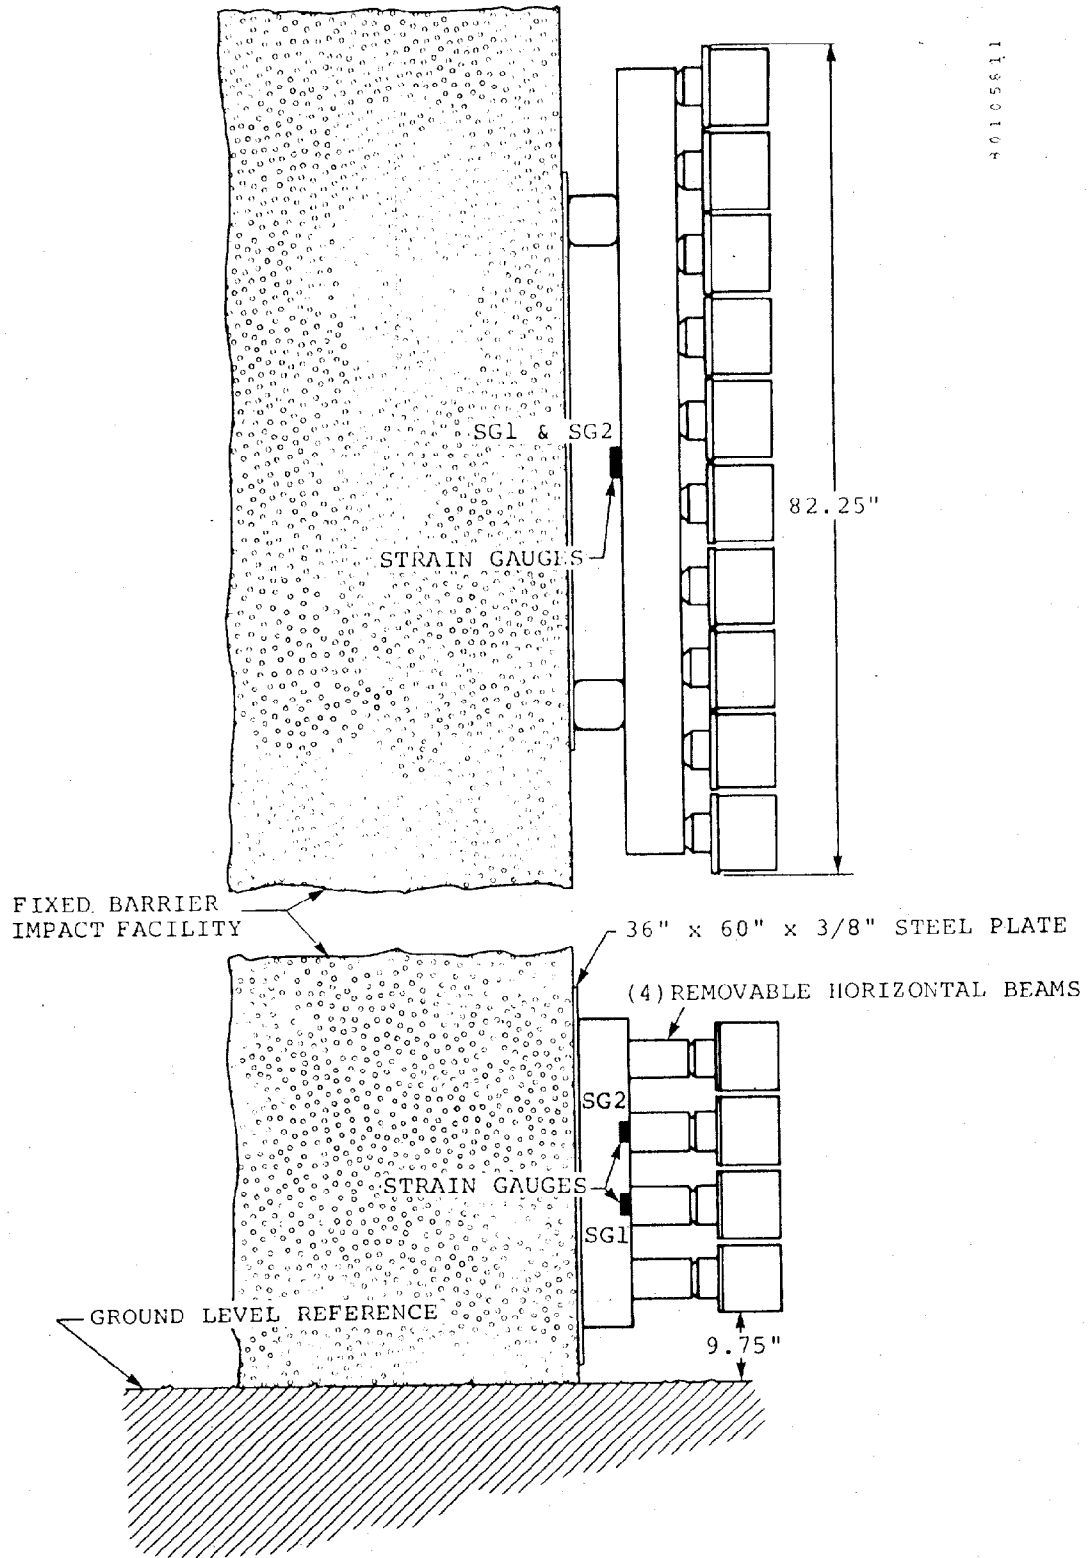 SG1 & SG2
82.25"
STRAIN GAUGES
FIXED BARRIER
IMPACT FACILITY
36" x 60" x 3/8" STEEL PLATE
(4)REMOVABLE HORIZONTAL BEAMS
SG2
STRAIN GAUGES
SG1
GROUND LEVEL REFERENCE
9.75"